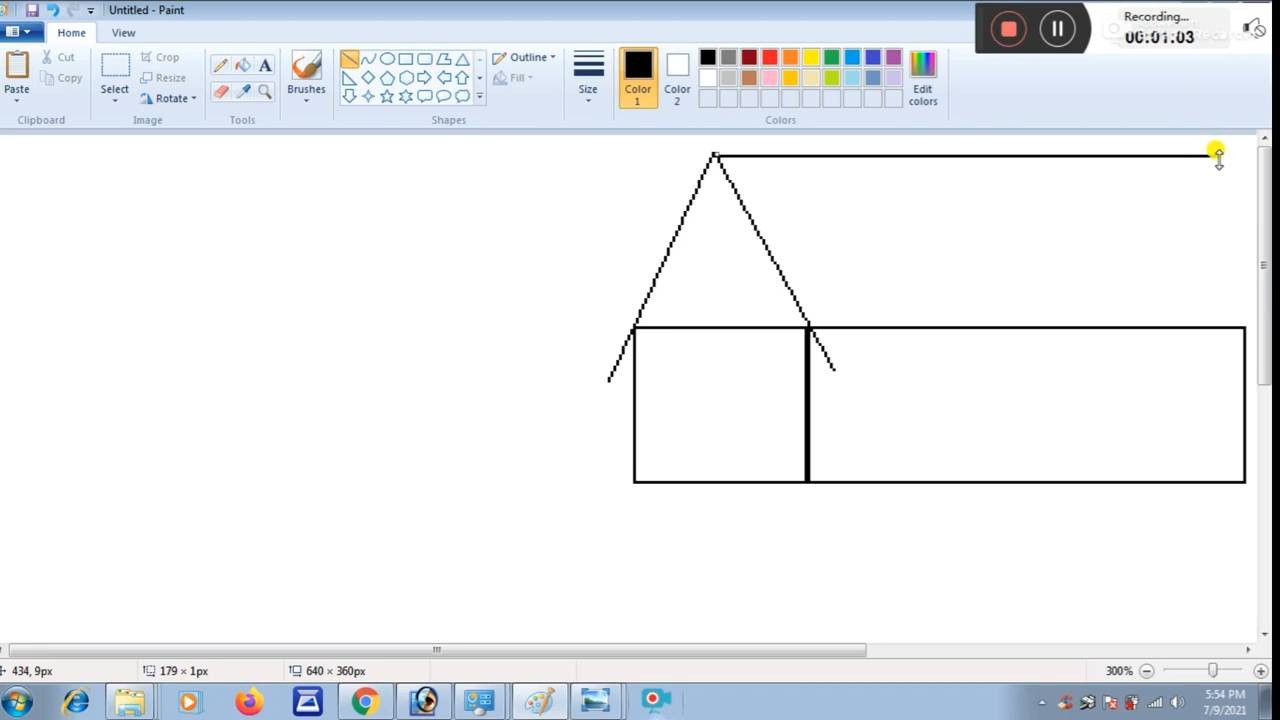 Untitled - Paint
Recording...
00:01:03
Home
View
Paste
Cut
Copy
Clipboard
Select
Crop
Resize
Rotate
Image
Tools
Brushes
Outline
Fill
Shapes
Size
Color 1
Color 2
Edit colors
Colors
434, 9px
179 × 1px
640 × 360px
300%
5:54 PM
7/9/2021